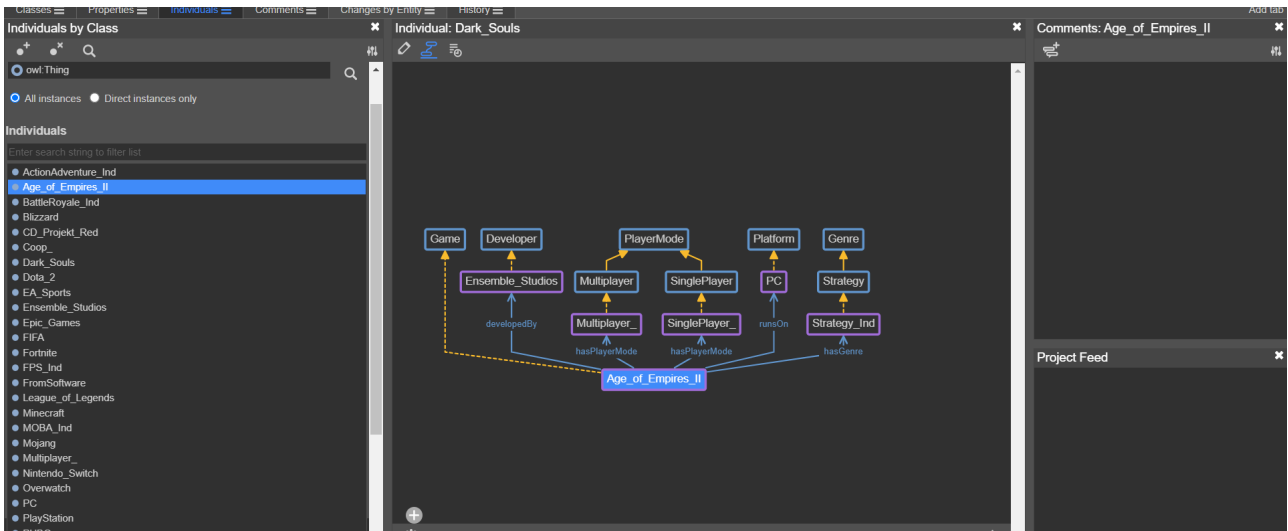 Classes Properties Individuals Comments Changes by Entity History Add tab
Individuals by Class
owl:Thing
All instances Direct instances only
Individuals
Enter search string to filter list
ActionAdventure_Ind
Age_of_Empires_II
BattleRoyale_Ind
Blizzard
CD_Projekt_Red
Coop_
Dark_Souls
Dota_2
EA_Sports
Ensemble_Studios
Epic_Games
FIFA
Fortnite
FPS_Ind
FromSoftware
League_of_Legends
Minecraft
MOBA_Ind
Mojang
Multiplayer_
Nintendo_Switch
Overwatch
PC
PlayStation
Individual: Dark_Souls
Game Developer PlayerMode Platform Genre
Ensemble_Studios Multiplayer SinglePlayer PC Strategy
developedBy Multiplayer_ SinglePlayer_ runsOn Strategy_Ind
hasPlayerMode hasPlayerMode hasGenre
Age_of_Empires_II
Comments: Age_of_Empires_II
Project Feed